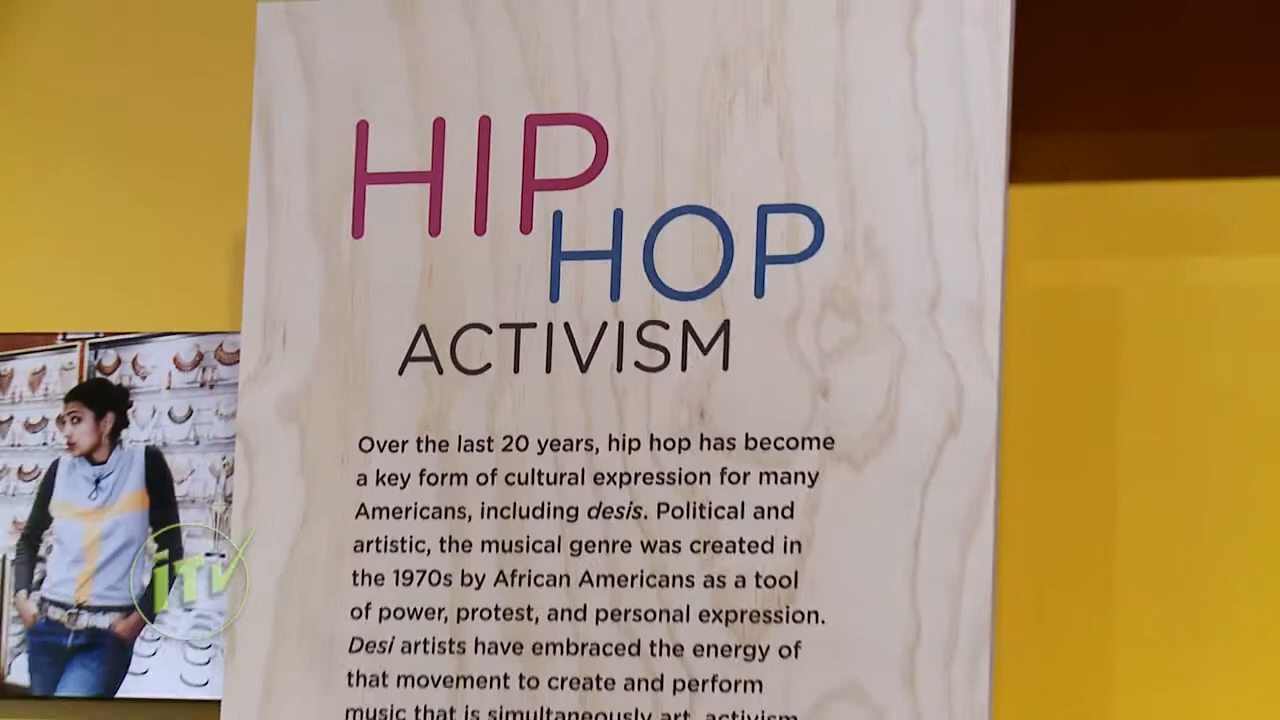 HIP
HOP
ACTIVISM
Over the last 20 years, hip hop has become
a key form of cultural expression for many
Americans, including desis. Political and
artistic, the musical genre was created in
the 1970s by African Americans as a tool
of power, protest, and personal expression.
Desi artists have embraced the energy of
that movement to create and perform
music that is simultaneously art, activism,
iTV